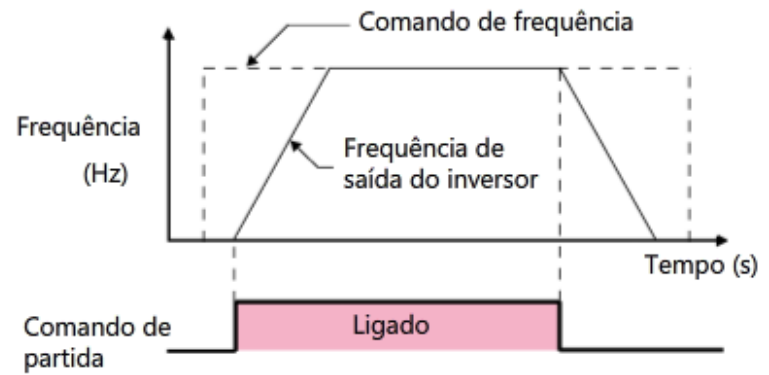 Comando de frequência
Frequência
(Hz)
Frequência de
saída do inversor
Tempo (s)
Comando de
partida
Ligado